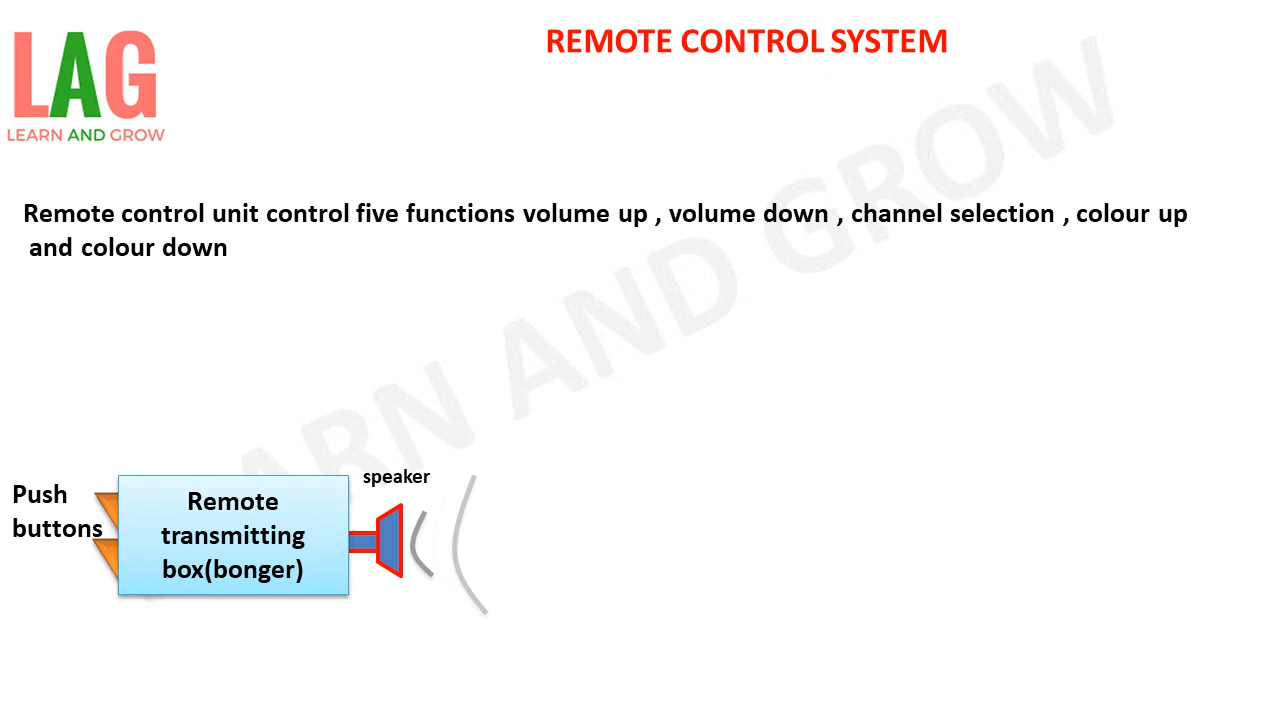 LAG
LEARN AND GROW
REMOTE CONTROL SYSTEM
Remote control unit control five functions volume up , volume down , channel selection , colour up
and colour down
speaker
Push
buttons
Remote
transmitting
box(bonger)
ARN AND GROW